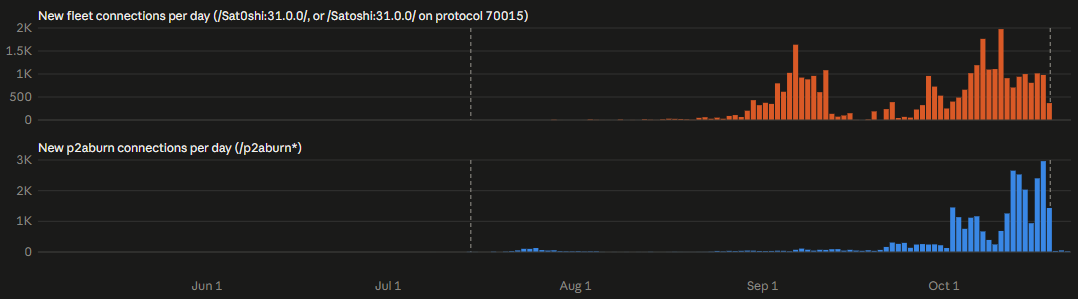 New fleet connections per day (/Sat0shi:31.0.0/, or /Satoshi:31.0.0/ on protocol 70015)
2K
1.5K
1K
500
0
New p2aburn connections per day (/p2aburn*)
3K
2K
1K
0
Jun 1 Jul 1 Aug 1 Sep 1 Oct 1